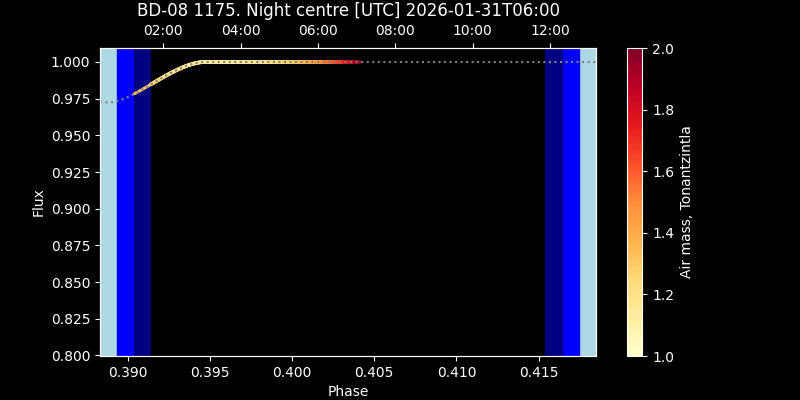 BD-08 1175. Night centre [UTC] 2026-01-31T06:00
02:00 04:00 06:00 08:00 10:00 12:00
1.000
0.975
0.950
0.925
0.900
0.875
0.850
0.825
0.800
Flux
0.390 0.395 0.400 0.405 0.410 0.415
Phase
2.0
1.8
1.6
1.4
1.2
1.0
Air mass, Tonantzintla